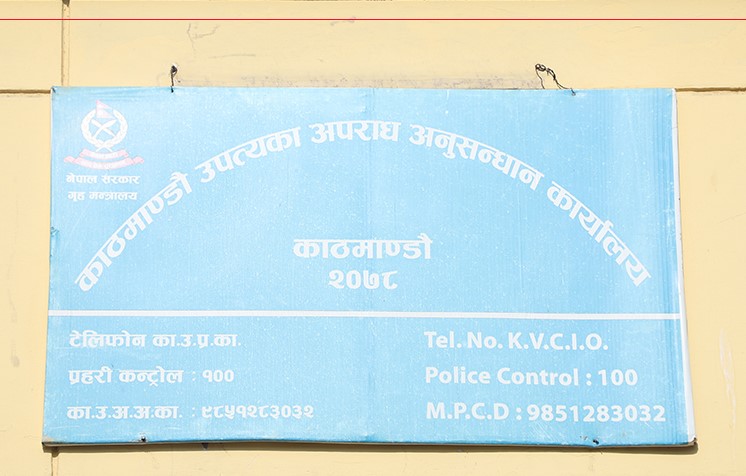 नेपाल सरकार
गृह मन्त्रालय
काठमाण्डौ उपत्यका अपराध अनुसन्धान कार्यालय
काठमाण्डौ
२०७८
टेलिफोन का.उ.प्र.का.
प्रहरी कन्ट्रोल : १००
का.उ.अ.अ.का. : ९८५१२८३०३२
Tel. No. K.V.C.I.O.
Police Control : 100
M.P.C.D : 9851283032